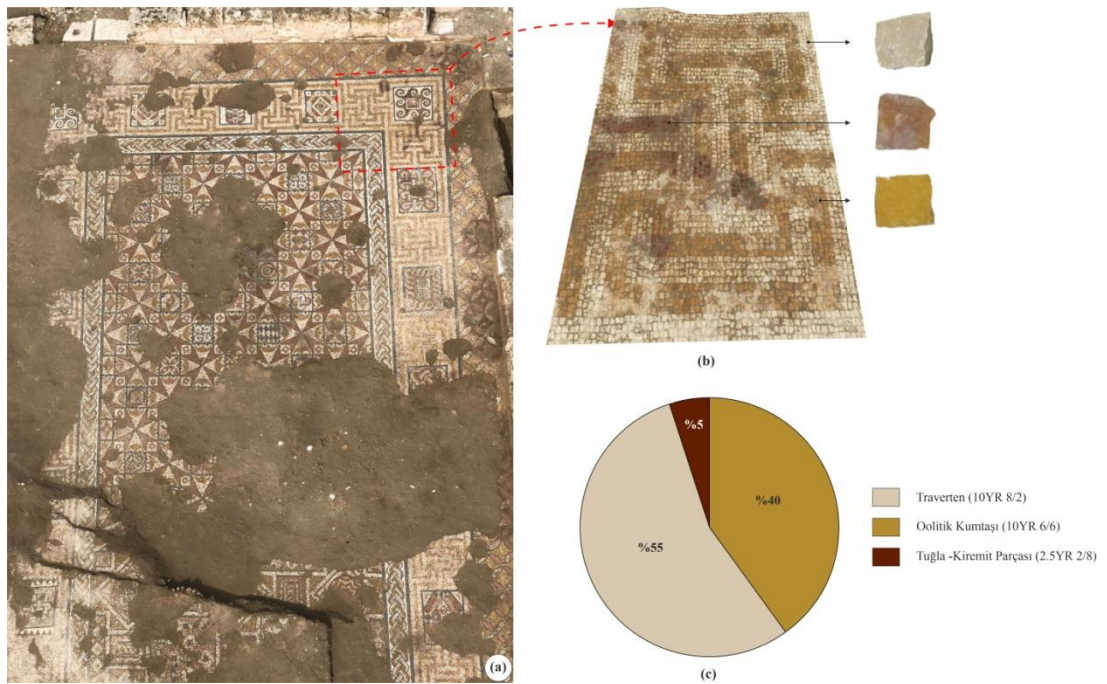 (a)
(b)
%5
%40
%55
Traverten (10YR 8/2)
Oolitik Kumtaşı (10YR 6/6)
Tuğla -Kiremit Parçası (2.5YR 2/8)
(c)